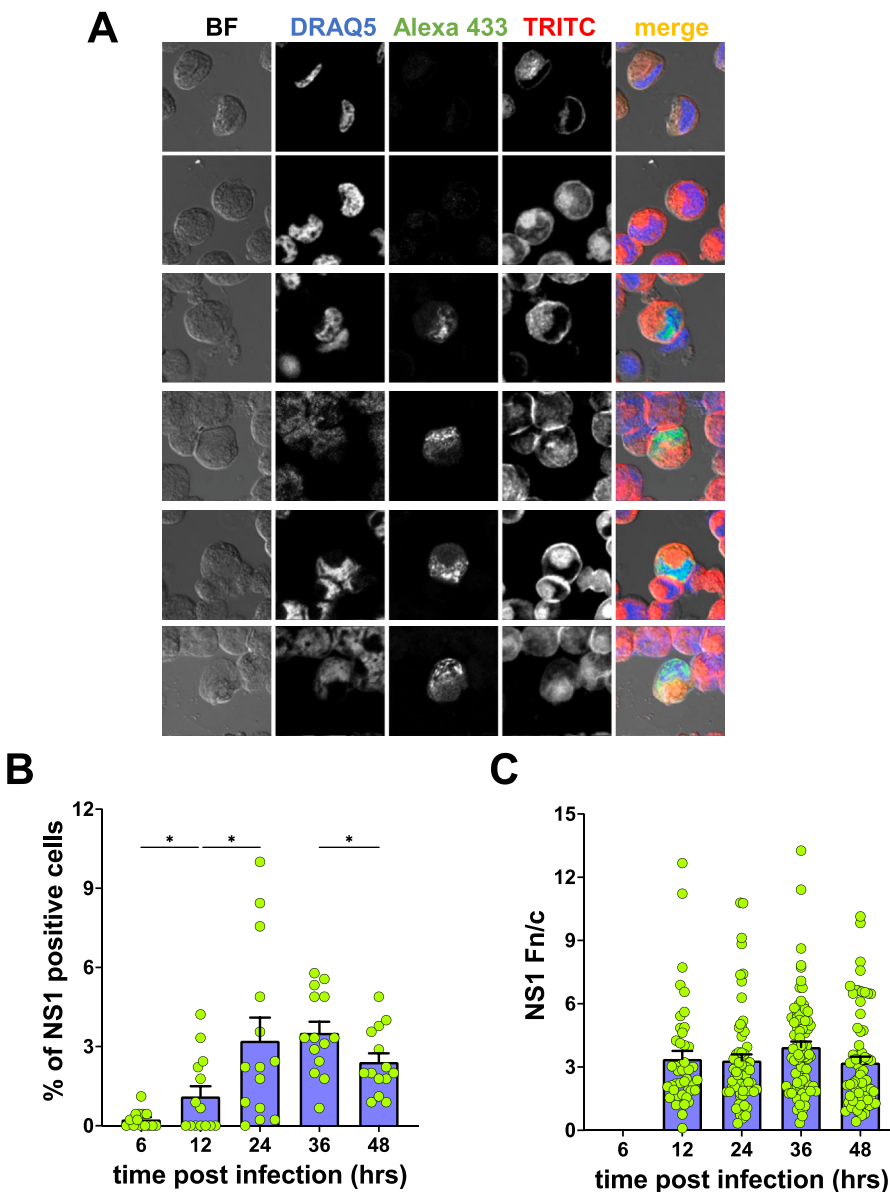 A
BF DRAQ5 Alexa 433 TRITC merge
B
% of NS1 positive cells
12
9
6
3
0
* * *
6 12 24 36 48
time post infection (hrs)
C
NS1 Fn/c
15
12
9
6
3
0
6 12 24 36 48
time post infection (hrs)